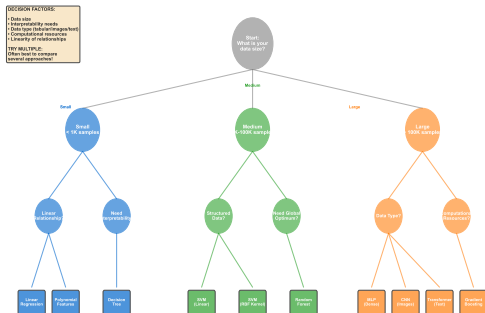 DECISION FACTORS:
• Data size
• Interpretability needs
• Data type (tabular/images/text)
• Computational resources
• Linearity of relationships
TRY MULTIPLE:
Often best to compare
several approaches!
Start:
What is your
data size?
Small
Medium
Large
Small
< 1K samples
Medium
1-100K samples
Large
100K samples
Linear
Relationship?
Need
Interpretability?
Structured
Data?
Need Global
Optimum?
Data Type?
Computational
Resources?
Linear
Regression
Polynomial
Features
Decision
Tree
SVM
(Linear)
SVM
(RBF Kernel)
Random
Forest
MLP
CNN
(Images)
Transformer
(Text)
Gradient
Boosting